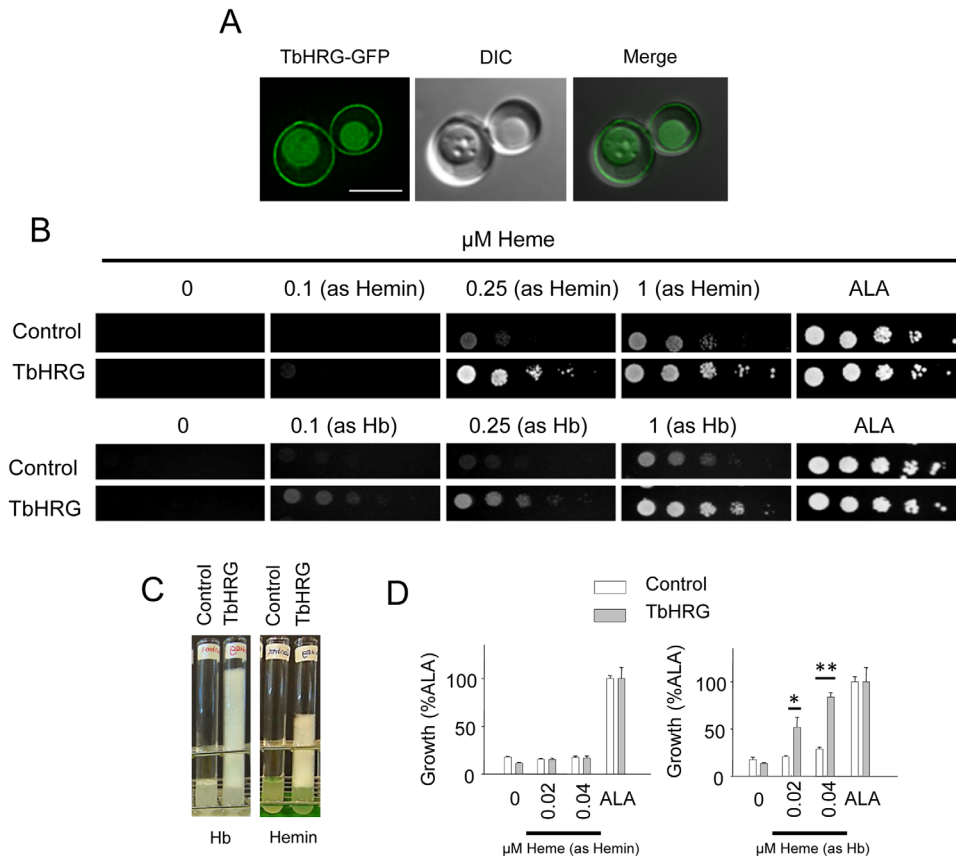 A
TbHRG-GFP DIC Merge
B
µM Heme
0 0.1 (as Hemin) 0.25 (as Hemin) 1 (as Hemin) ALA
Control
TbHRG
0 0.1 (as Hb) 0.25 (as Hb) 1 (as Hb) ALA
Control
TbHRG
C
Control TbHRG Control TbHRG
Hb Hemin
D
Control
TbHRG
Growth (%ALA)
100
50
0
0 0.02 0.04 ALA
µM Heme (as Hemin)
Growth (%ALA)
100
50
0
* **
0 0.02 0.04 ALA
µM Heme (as Hb)